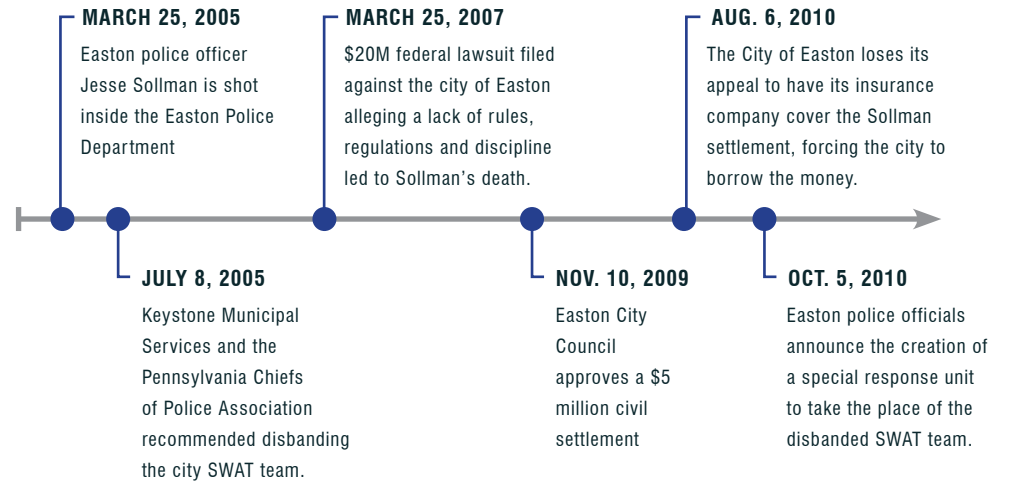 MARCH 25, 2005
Easton police officer
Jesse Sollman is shot
inside the Easton Police
Department
MARCH 25, 2007
$20M federal lawsuit filed
against the city of Easton
alleging a lack of rules,
regulations and discipline
led to Sollman’s death.
AUG. 6, 2010
The City of Easton loses its
appeal to have its insurance
company cover the Sollman
settlement, forcing the city to
borrow the money.
JULY 8, 2005
Keystone Municipal
Services and the
Pennsylvania Chiefs
of Police Association
recommended disbanding
the city SWAT team.
NOV. 10, 2009
Easton City
Council
approves a $5
million civil
settlement
OCT. 5, 2010
Easton police officials
announce the creation of
a special response unit
to take the place of the
disbanded SWAT team.